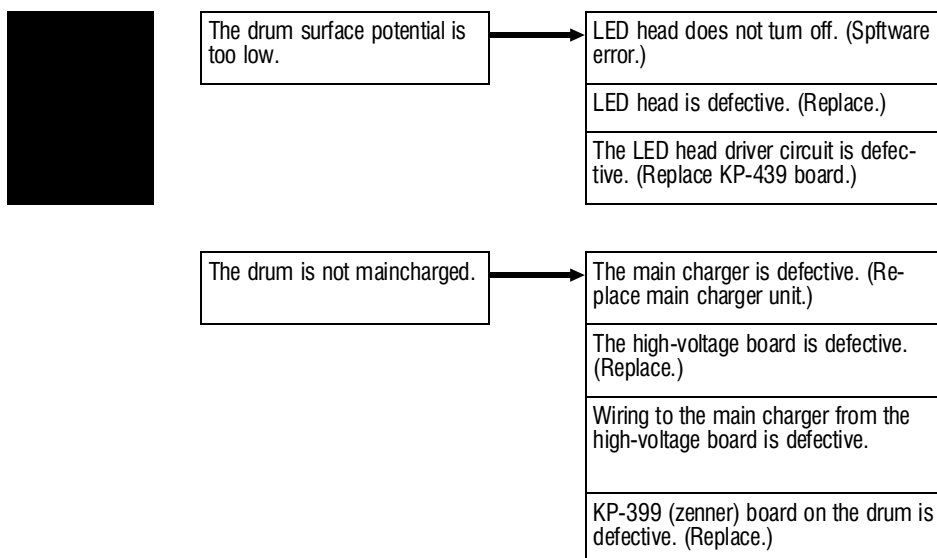 The drum surface potential is
too low.
LED head does not turn off. (Spftware
error.)
LED head is defective. (Replace.)
The LED head driver circuit is defec-
tive. (Replace KP-439 board.)
The drum is not maincharged.
The main charger is defective. (Re-
place main charger unit.)
The high-voltage board is defective.
(Replace.)
Wiring to the main charger from the
high-voltage board is defective.
KP-399 (zenner) board on the drum is
defective. (Replace.)